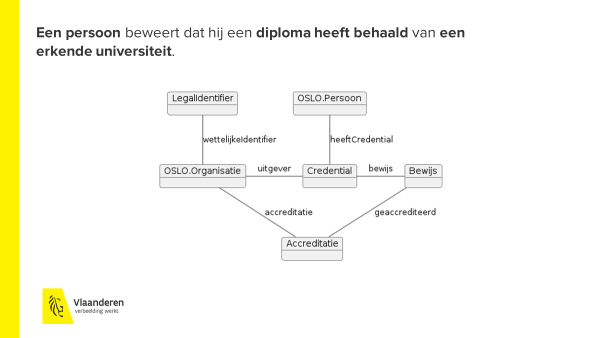 Een persoon beweert dat hij een diploma heeft behaald van een
erkende universiteit.
LegalIdentifier
OSLO.Persoon
wettelijkeIdentifier
heeftCredential
OSLO.Organisatie
uitgever
Credential
bewijs
Bewijs
accreditatie
geaccrediteerd
Accreditatie
Vlaanderen
verbeelding werkt